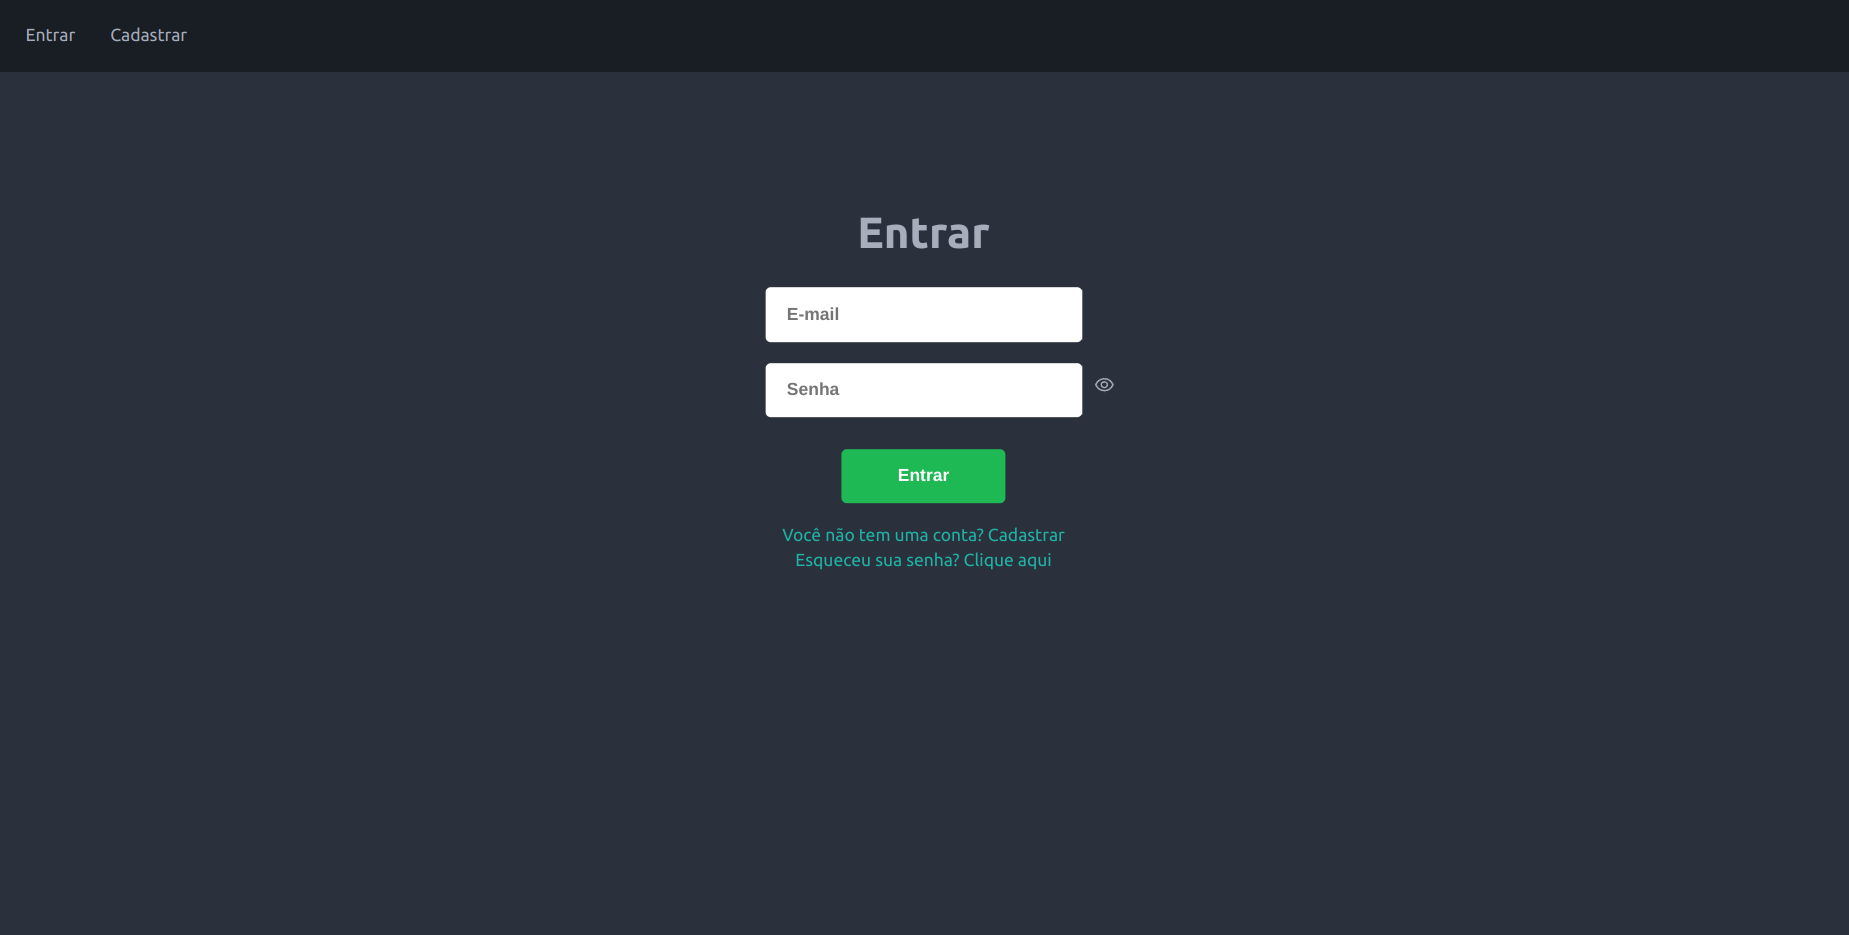 Entrar Cadastrar
Entrar
E-mail
Senha
Entrar
Você não tem uma conta? Cadastrar
Esqueceu sua senha? Clique aqui